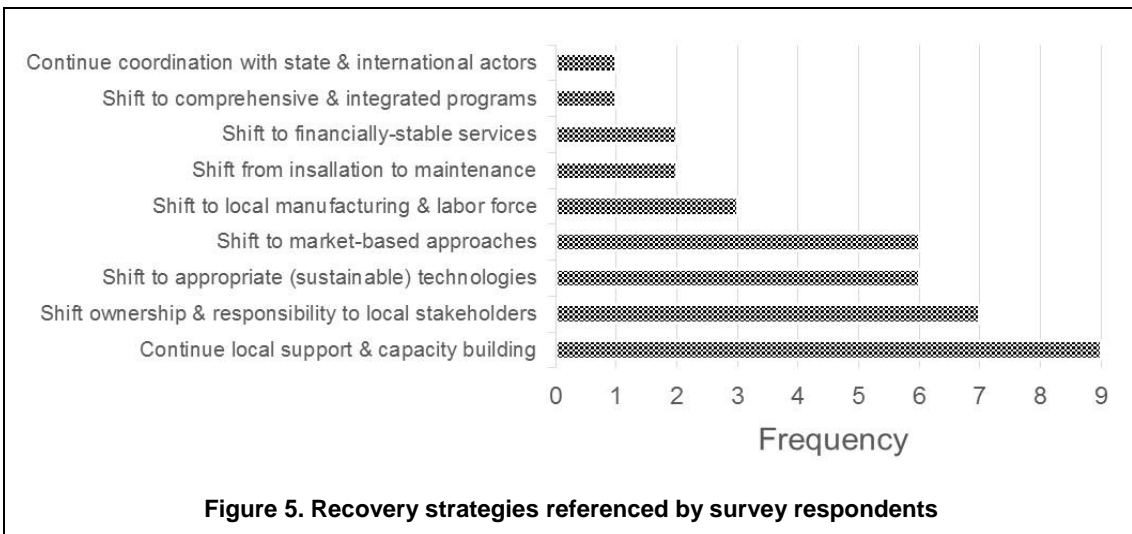 Continue coordination with state & international actors
Shift to comprehensive & integrated programs
Shift to financially-stable services
Shift from insallation to maintenance
Shift to local manufacturing & labor force
Shift to market-based approaches
Shift to appropriate (sustainable) technologies
Shift ownership & responsibility to local stakeholders
Continue local support & capacity building
0 1 2 3 4 5 6 7 8 9
Frequency
Figure 5. Recovery strategies referenced by survey respondents